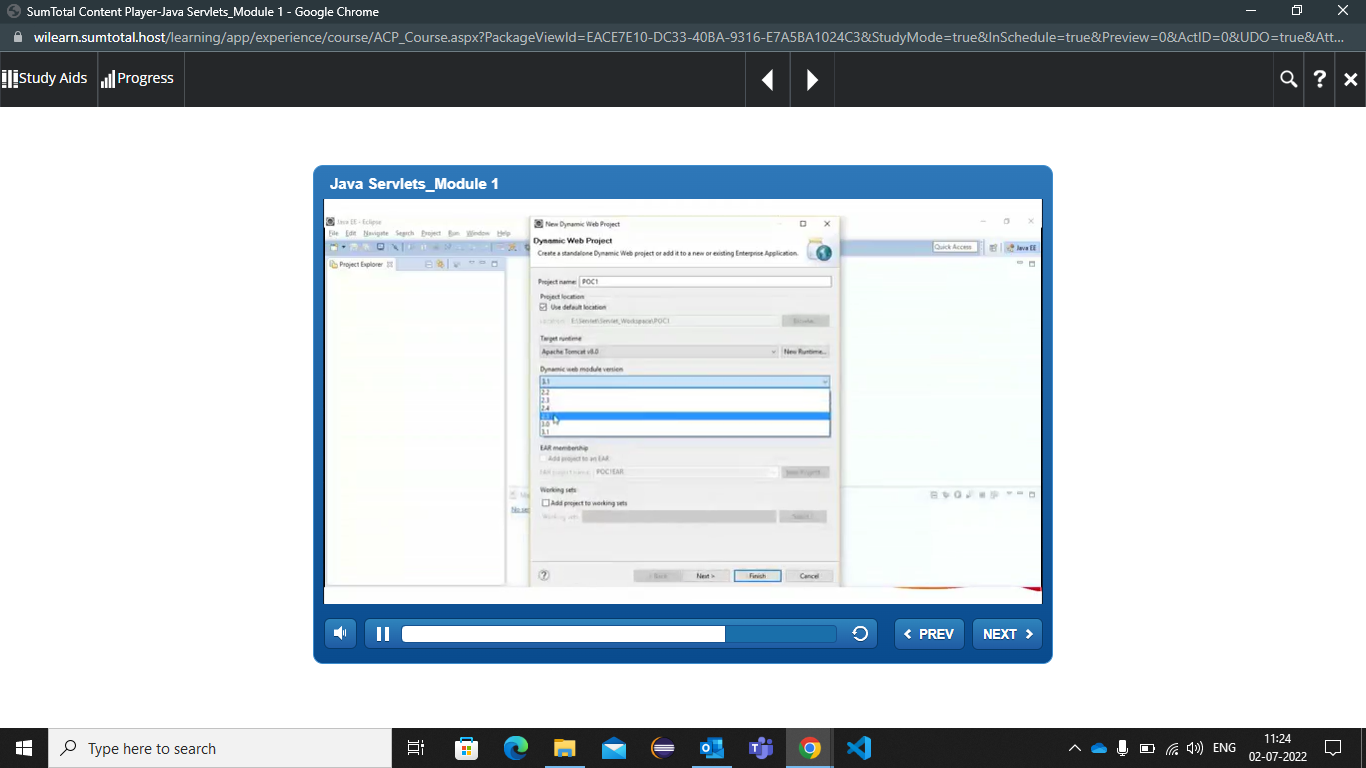 SumTotal Content Player-Java Servlets_Module 1 - Google Chrome
wilearn.sumtotal.host/learning/app/experience/course/ACP_Course.aspx?PackageViewId=EACE7E10-DC33-40BA-9316-E7A5BA1024C3&StudyMode=true&InSchedule=true&Preview=0&ActID=0&UDO=true&Att...
Study Aids Progress
Java Servlets_Module 1
Java EE - Eclipse
File Edit Navigate Search Project Run Window Help
Quick Access Java EE
Project Explorer
New Dynamic Web Project
Dynamic Web Project
Create a standalone Dynamic Web project or add it to a new or existing Enterprise Application.
Project name: POC1
Project location
Use default location
Location: E:\Servlet\Servlet_Workspace\POC1 Browse...
Target runtime
Apache Tomcat v8.0 New Runtime...
Dynamic web module version
3.1
2.2
2.3
2.4
3.0
3.1
EAR membership
Add project to an EAR
EAR project name: POC1EAR New Project...
Working sets
Add project to working sets
Working sets: Select...
< Back Next > Finish Cancel
PREV NEXT
Type here to search
ENG
11:24
02-07-2022